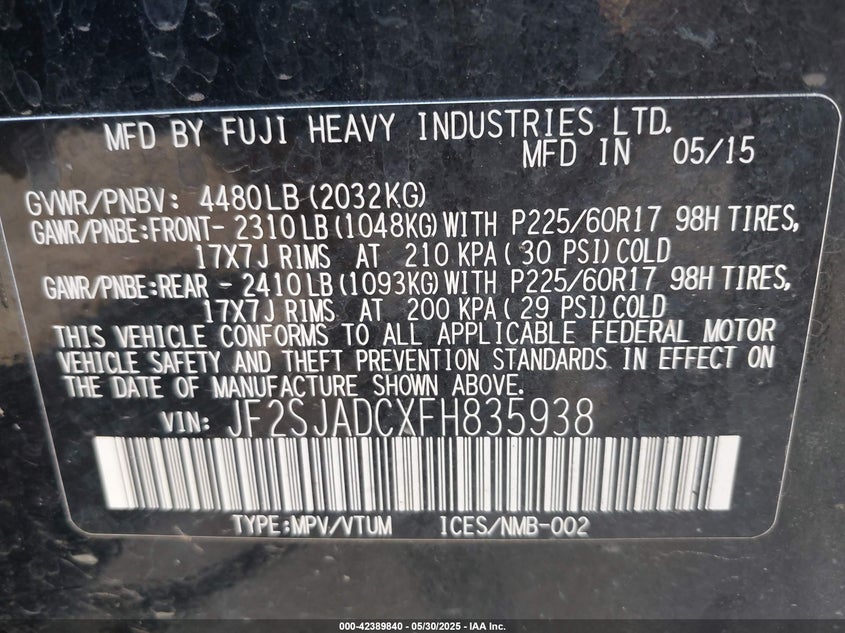 MFD BY FUJI HEAVY INDUSTRIES LTD.
MFD IN 05/15
GVWR/PNBV: 4480LB(2032KG)
GAWR/PNBE:FRONT- 2310LB(1048KG)WITH P225/60R17 98H TIRES,
17X7J RIMS AT 210 KPA(30 PSI)COLD
GAWR/PNBE:REAR - 2410LB(1093KG)WITH P225/60R17 98H TIRES,
17X7J RIMS AT 200 KPA(29 PSI)COLD
THIS VEHICLE CONFORMS TO ALL APPLICABLE FEDERAL MOTOR
VEHICLE SAFETY AND THEFT PREVENTION STANDARDS IN EFFECT ON
THE DATE OF MANUFACTURE SHOWN ABOVE.
VIN: JF2SJADCXFH835938
TYPE:MPV/VTUM ICES/NMB-002
000-42389840 - 05/30/2025 - IAA Inc.